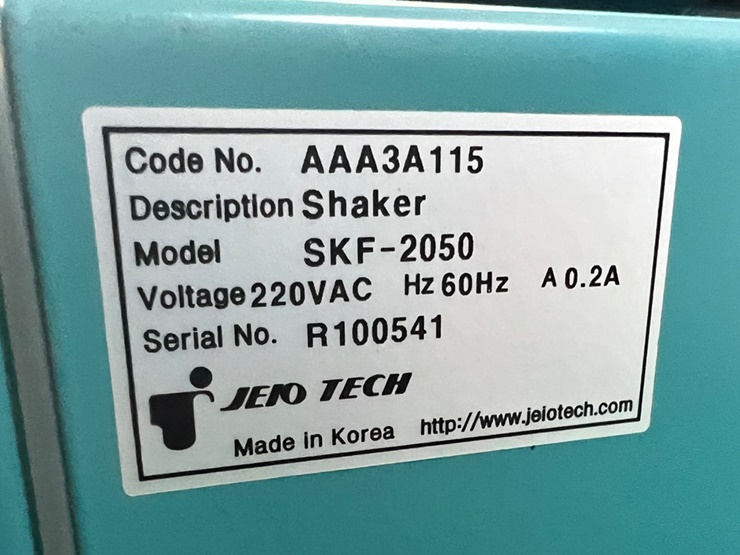 Code No. AAA3A115
Description Shaker
Model SKF-2050
Voltage 220VAC Hz 60Hz A 0.2A
Serial No. R100541
JEIO TECH
Made in Korea http://www.jeiotech.com